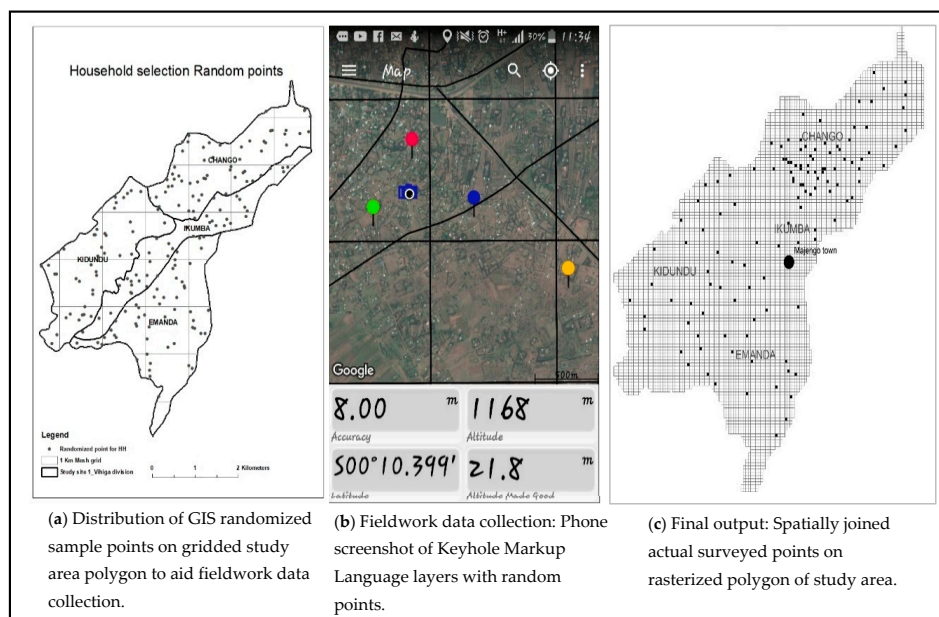 Household selection Random points
CHANGO
IKUMBA
KIDUNDU
EMANDA
Legend
Randomized point for HH
1 Km Mesh grid
Study site 1_Vihiga division
0 1 2 Kilometers
H+ 30% 11:34
Map
Google
500m
8.00 m
Accuracy
1168 m
Altitude
S00°10.399'
Latitude
21.8 m
Altitude Made Good
CHANGO
IKUMBA
Majengo town
KIDUNDU
EMANDA
(a) Distribution of GIS randomized
sample points on gridded study
area polygon to aid fieldwork data
collection.
(b) Fieldwork data collection: Phone
screenshot of Keyhole Markup
Language layers with random
points.
(c) Final output: Spatially joined
actual surveyed points on
rasterized polygon of study area.